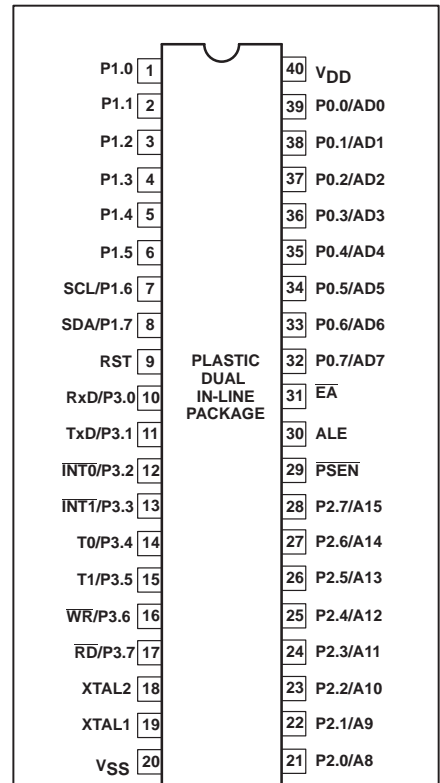 P1.0 1 40 VDD
P1.1 2 39 P0.0/AD0
P1.2 3 38 P0.1/AD1
P1.3 4 37 P0.2/AD2
P1.4 5 36 P0.3/AD3
P1.5 6 35 P0.4/AD4
SCL/P1.6 7 34 P0.5/AD5
SDA/P1.7 8 33 P0.6/AD6
RST 9 32 P0.7/AD7
PLASTIC
DUAL
IN-LINE
PACKAGE
RxD/P3.0 10 31 E̅A̅
TxD/P3.1 11 30 ALE
I̅N̅T̅0̅/P3.2 12 29 P̅S̅E̅N̅
I̅N̅T̅1̅/P3.3 13 28 P2.7/A15
T0/P3.4 14 27 P2.6/A14
T1/P3.5 15 26 P2.5/A13
W̅R̅/P3.6 16 25 P2.4/A12
R̅D̅/P3.7 17 24 P2.3/A11
XTAL2 18 23 P2.2/A10
XTAL1 19 22 P2.1/A9
VSS 20 21 P2.0/A8